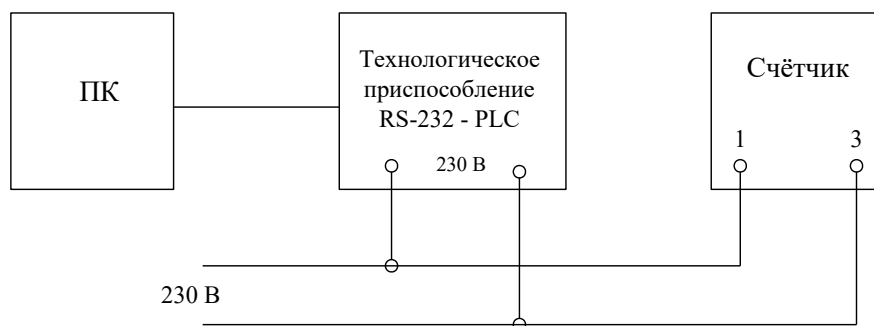 ПК
Технологическое
приспособление
RS-232 - PLC
230 В
Счётчик
1
3
230 В